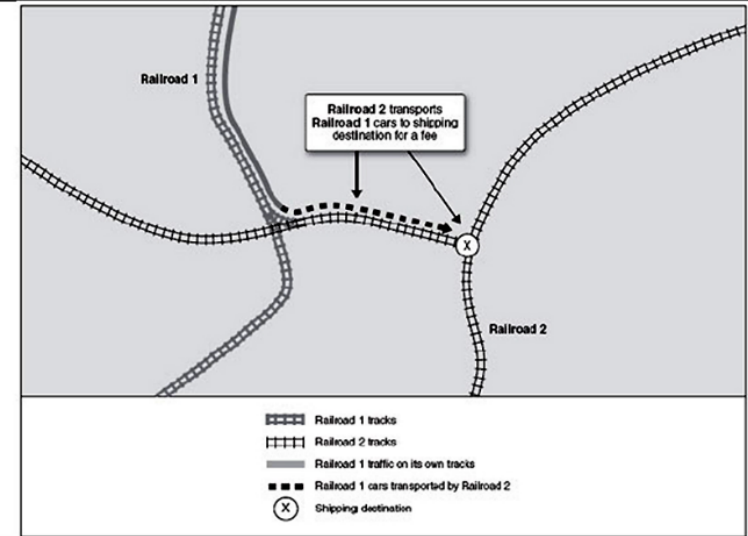 Railroad 1
Railroad 2 transports
Railroad 1 cars to shipping
destination for a fee
X
Railroad 2
Railroad 1 tracks
Railroad 2 tracks
Railroad 1 traffic on its own tracks
Railroad 1 cars transported by Railroad 2
X
Shipping destination